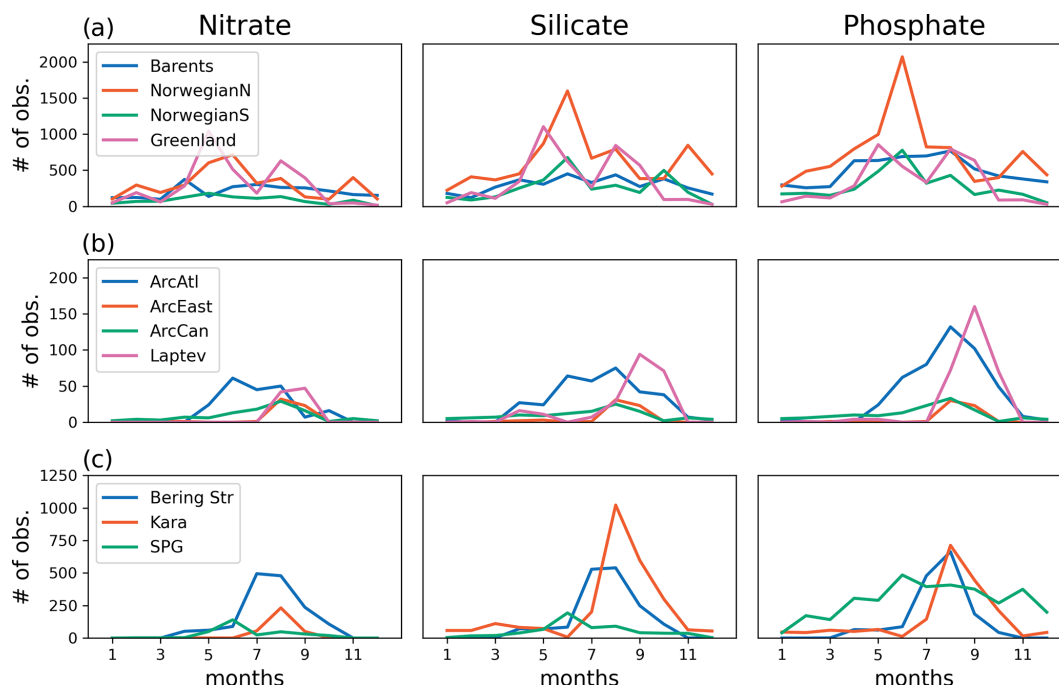 (a)
Nitrate
Silicate
Phosphate
# of obs.
2000
1500
1000
500
0
Barents
NorwegianN
NorwegianS
Greenland
(b)
# of obs.
200
150
100
50
0
ArcAtl
ArcEast
ArcCan
Laptev
(c)
# of obs.
1250
1000
750
500
250
0
Bering Str
Kara
SPG
1 3 5 7 9 11
1 3 5 7 9 11
1 3 5 7 9 11
months
months
months